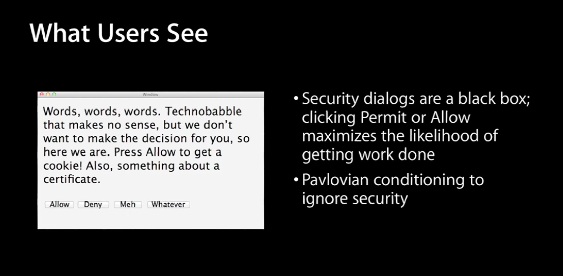 What Users See
Words, words, words. Technobabble
that makes no sense, but we don't
want to make the decision for you, so
here we are. Press Allow to get a
cookie! Also, something about a
certificate.
Allow Deny Meh Whatever
• Security dialogs are a black box;
clicking Permit or Allow
maximizes the likelihood of
getting work done
• Pavlovian conditioning to
ignore security